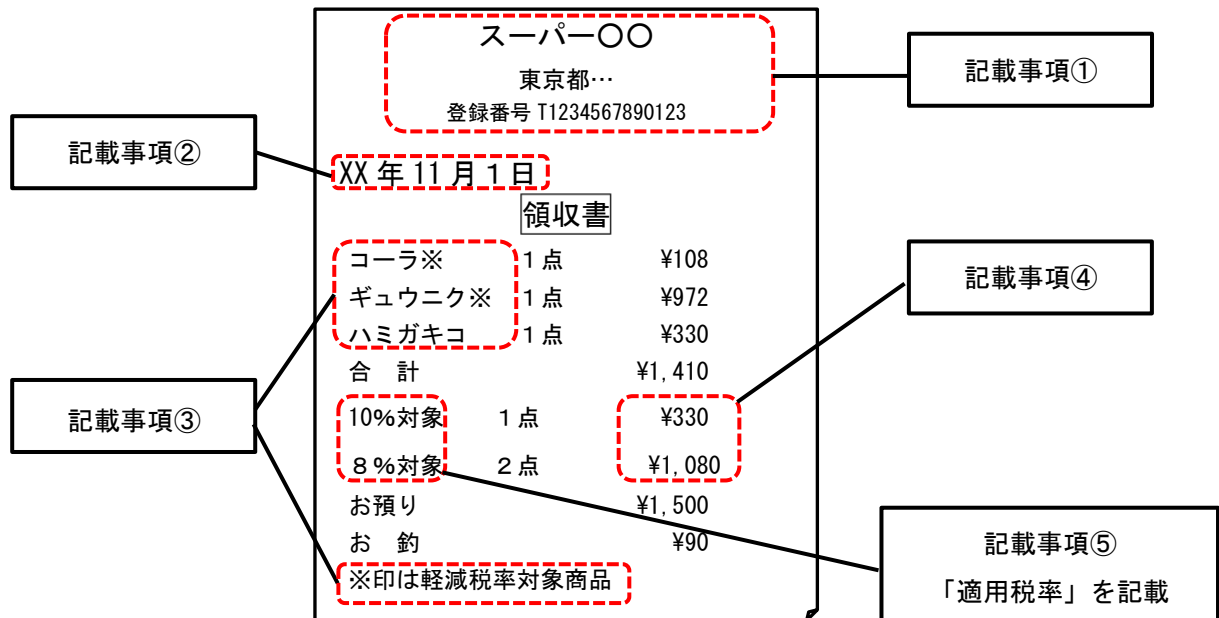 スーパー〇〇
東京都…
登録番号 T1234567890123
記載事項①
記載事項②
XX 年 11 月 1 日
領収書
コーラ※ 1点 ¥108
ギュウニク※ 1点 ¥972
ハミガキコ 1点 ¥330
合 計 ¥1,410
記載事項④
記載事項③
10%対象 1点 ¥330
8%対象 2点 ¥1,080
お預り ¥1,500
お 釣 ¥90
※印は軽減税率対象商品
記載事項⑤
「適用税率」を記載